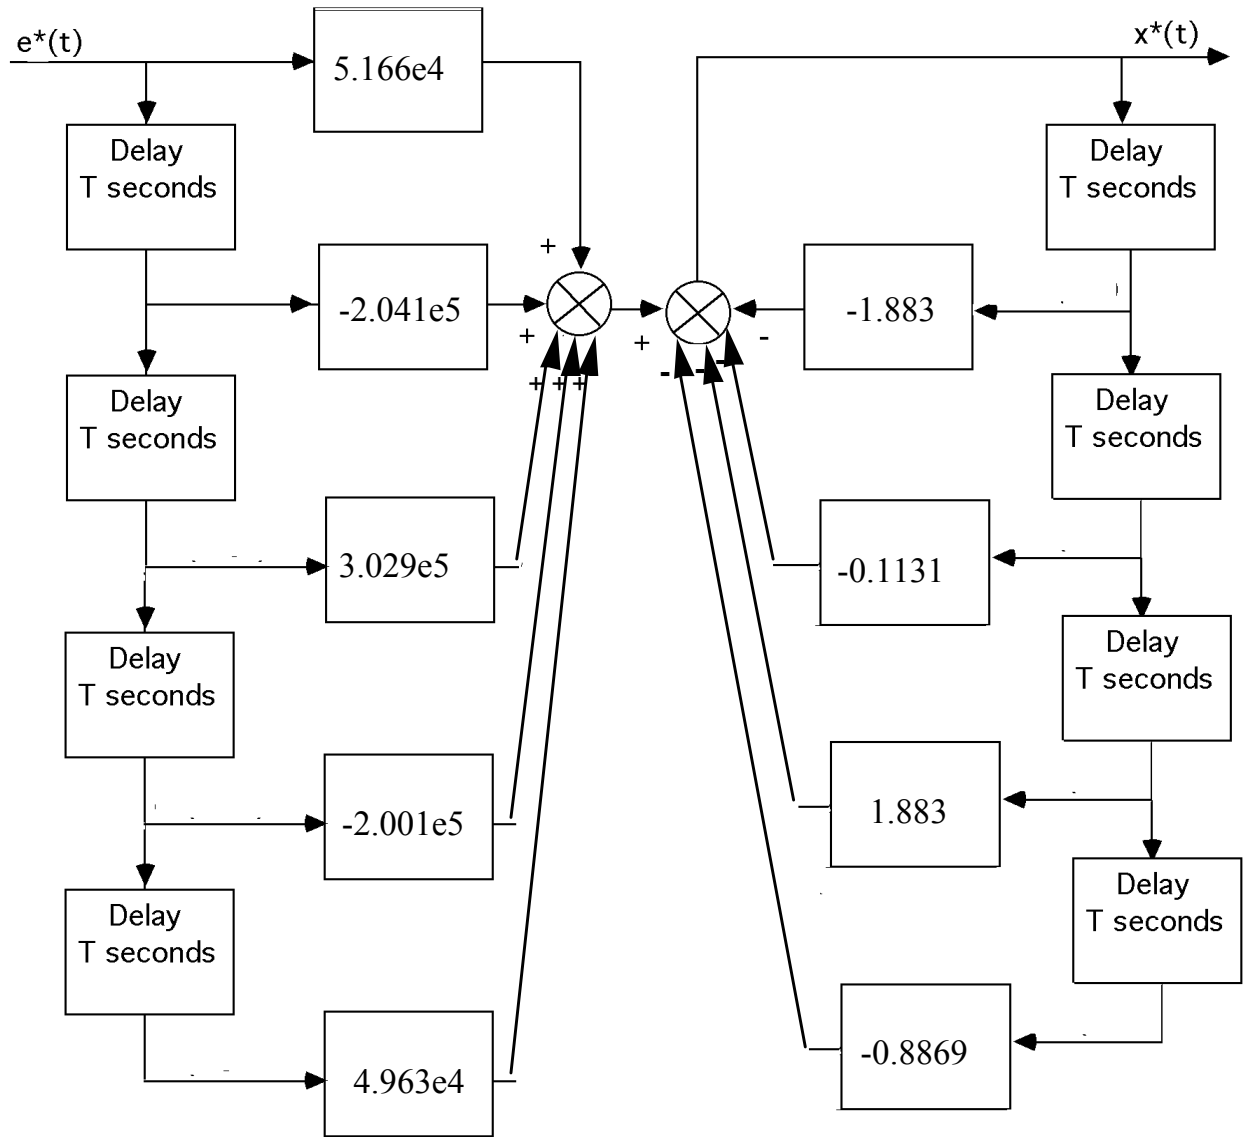 e*(t)
5.166e4
x*(t)
Delay
T seconds
Delay
T seconds
+
-2.041e5
-1.883
+
+
-
Delay
T seconds
Delay
T seconds
+ + +
- - -
3.029e5
-0.1131
Delay
T seconds
Delay
T seconds
-2.001e5
1.883
Delay
T seconds
Delay
T seconds
4.963e4
-0.8869